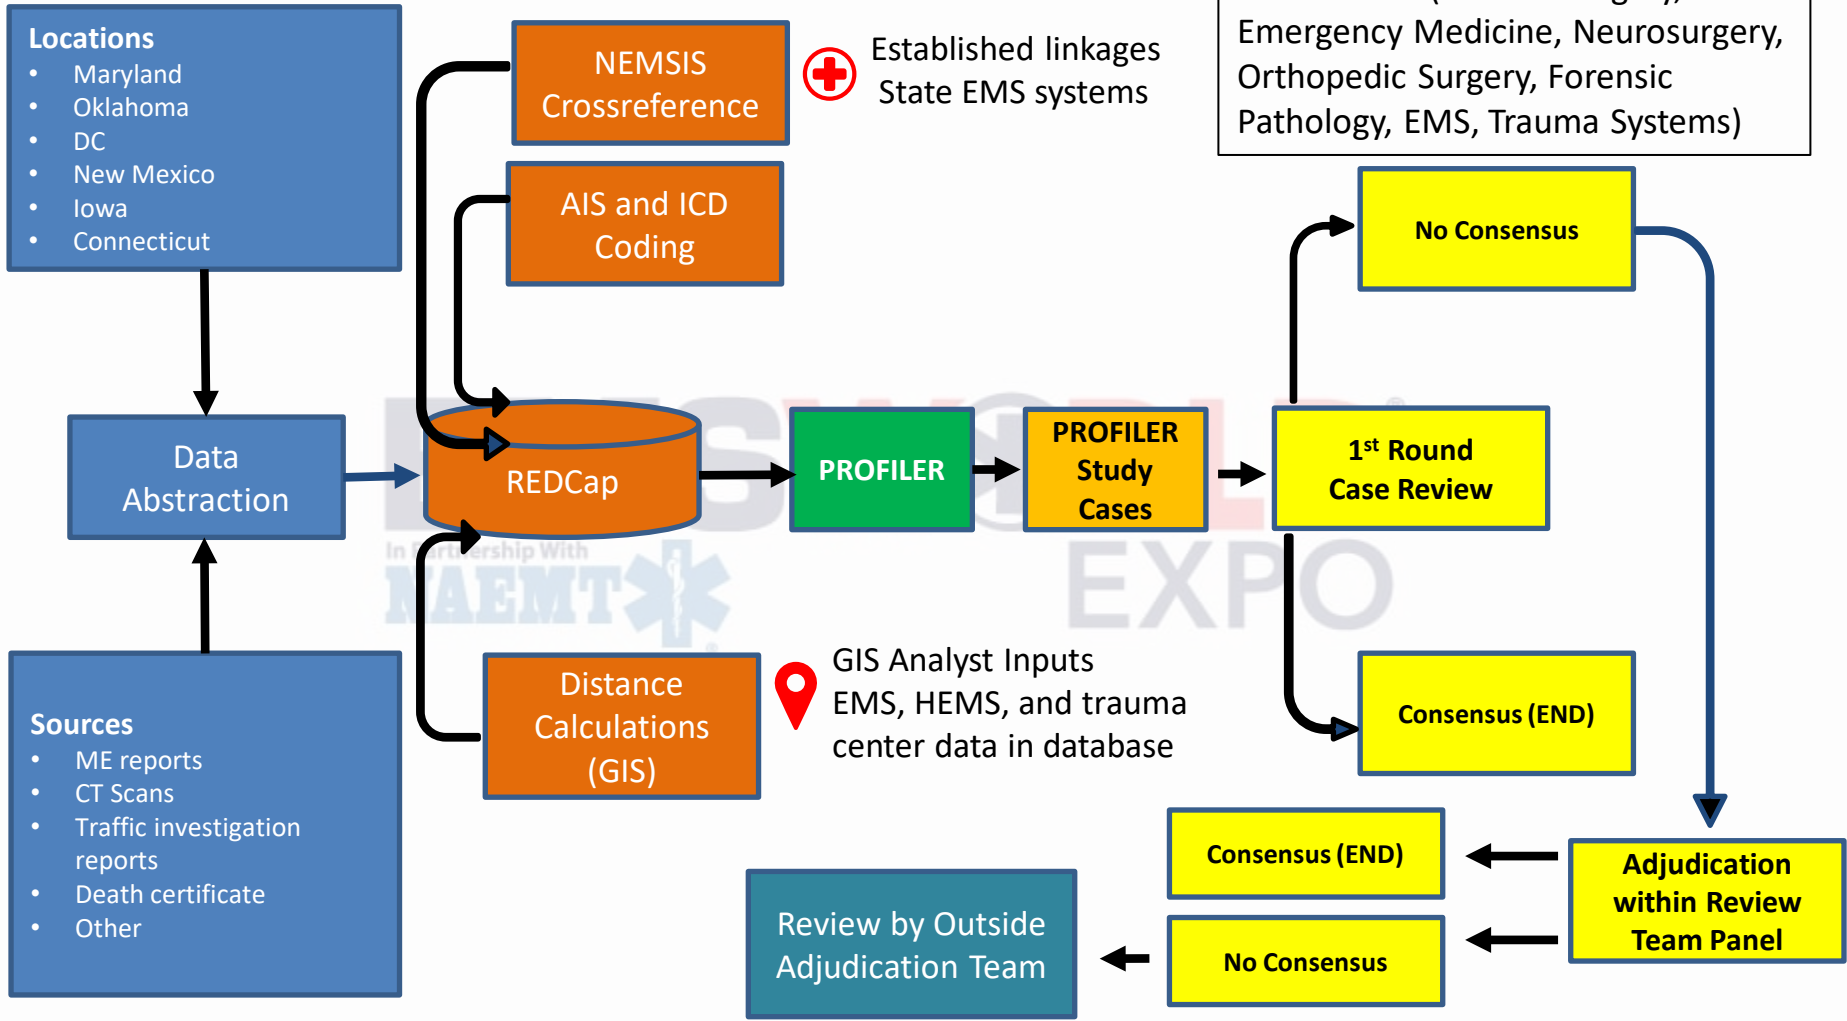 Locations
• Maryland
• Oklahoma
• DC
• New Mexico
• Iowa
• Connecticut
NEMSIS
Crossreference
Established linkages
State EMS systems
Emergency Medicine, Neurosurgery,
Orthopedic Surgery, Forensic
Pathology, EMS, Trauma Systems)
AIS and ICD
Coding
No Consensus
Data
Abstraction
REDCap
PROFILER
PROFILER
Study
Cases
1st Round
Case Review
In Partnership With
NAEMT
EXPO
Sources
• ME reports
• CT Scans
• Traffic investigation
reports
• Death certificate
• Other
Distance
Calculations
(GIS)
GIS Analyst Inputs
EMS, HEMS, and trauma
center data in database
Consensus (END)
Consensus (END)
Adjudication
within Review
Team Panel
No Consensus
Review by Outside
Adjudication Team